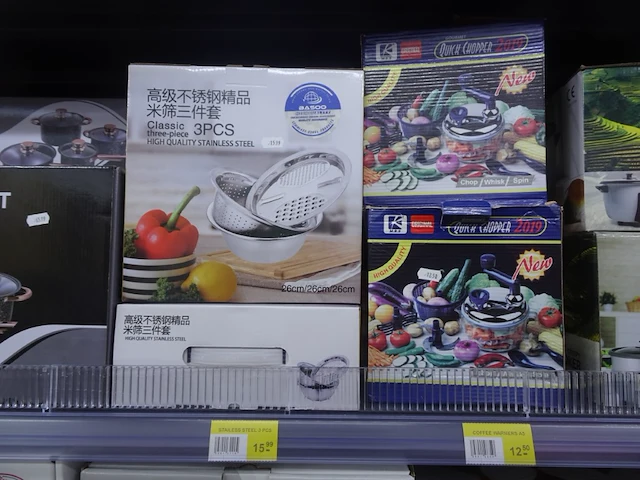 高级不锈钢精品
米筛三件套
Classic 3PCS
three-piece
HIGH QUALITY STAINLESS STEEL
BASOO
26cm/26cm/26cm
高级不锈钢精品
米筛三件套
HIGH QUALITY STAINLESS STEEL
QUICK CHOPPER 2019
New
Chop / Whisk / Spin
K
QUICK CHOPPER 2019
New
HIGH QUALITY
T
15.99
12.50